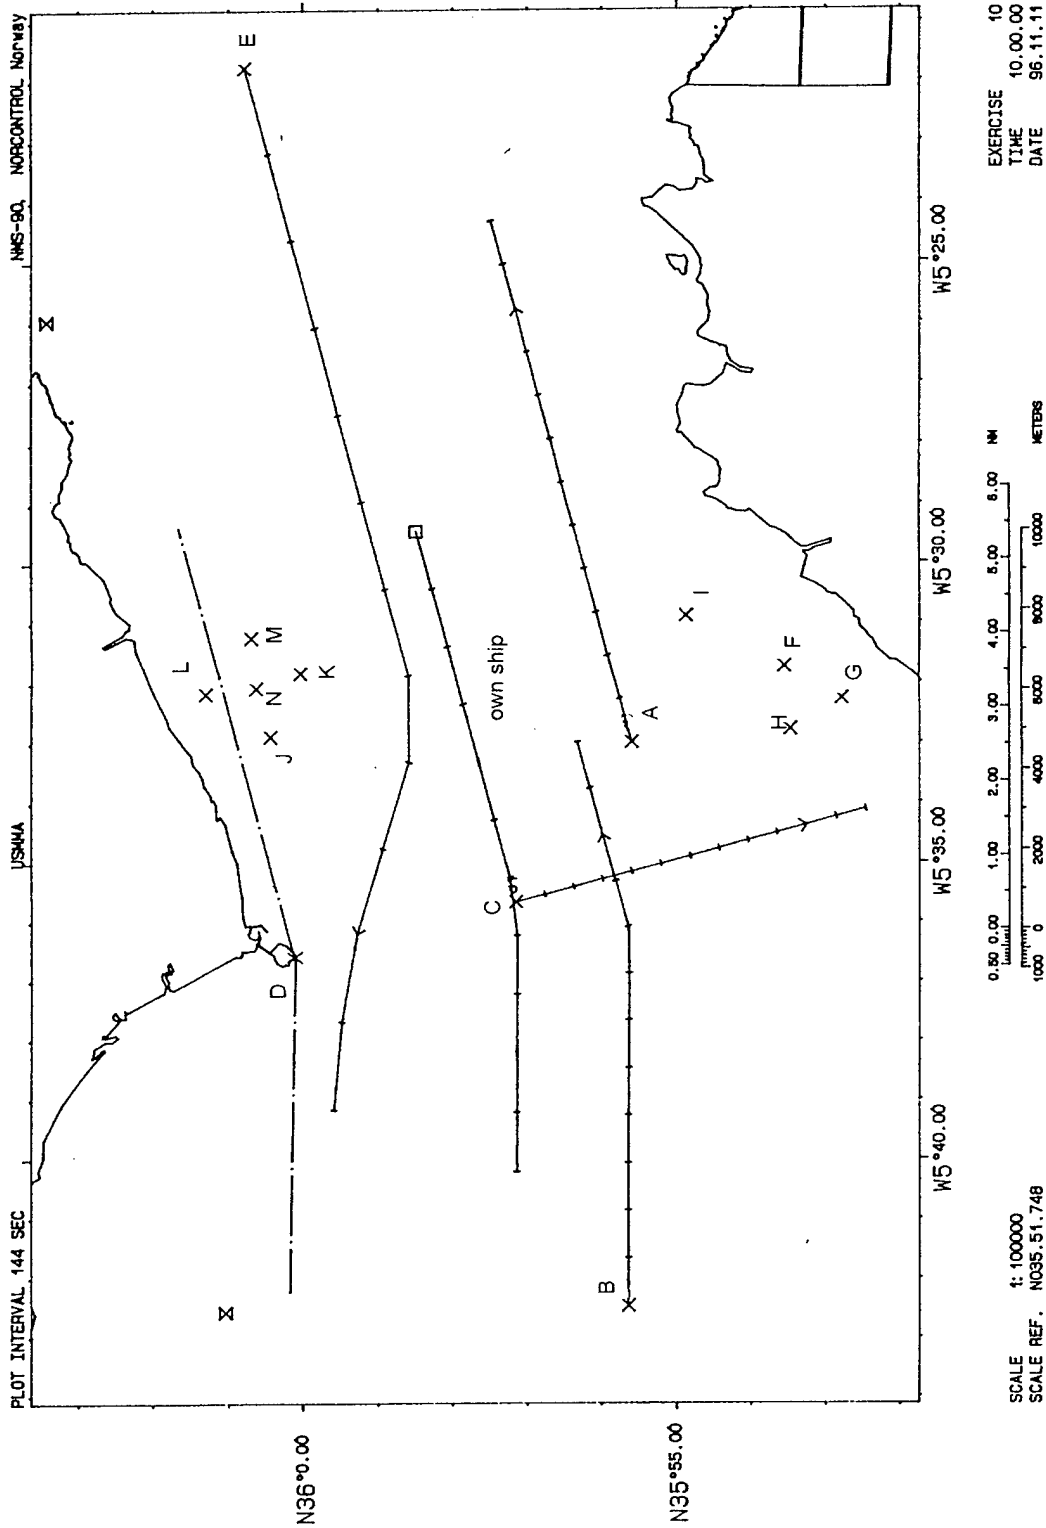 PLOT INTERVAL 144 SEC USMMA NMS-90, NORCONTROL Norway
E
L
M
N
K
J
D
own ship
C
A
B
I
F
H
G
N36°0.00
N35°55.00
W5°40.00
W5°35.00
W5°30.00
W5°25.00
0.50 0.00 1.00 2.00 3.00 4.00 5.00 6.00 NM
1000 0 2000 4000 6000 8000 10000 METERS
SCALE 1:100000
SCALE REF. N035.51.748
EXERCISE 10
TIME 10.00.00
DATE 96.11.11